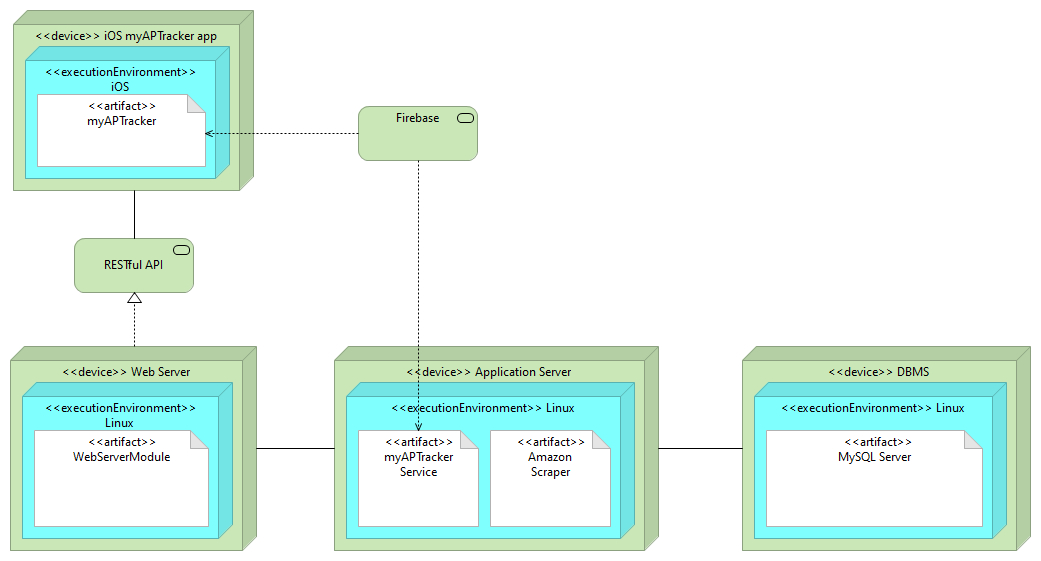 <<device>> iOS myAPTracker app
<<executionEnvironment>>
iOS
<<artifact>>
myAPTracker
Firebase
RESTful API
<<device>> Web Server
<<executionEnvironment>>
Linux
<<artifact>>
WebServerModule
<<device>> Application Server
<<executionEnvironment>> Linux
<<artifact>>
myAPTracker
Service
<<artifact>>
Amazon
Scraper
<<device>> DBMS
<<executionEnvironment>> Linux
<<artifact>>
MySQL Server